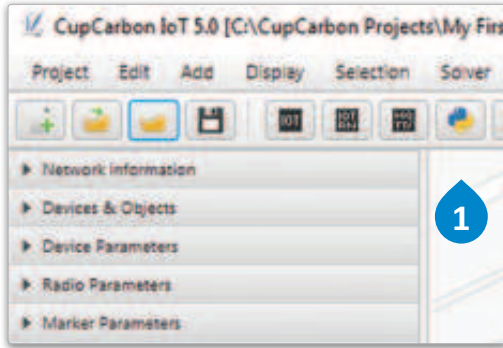 CupCarbon IoT 5.0 [C:\CupCarbon Projects\My Firs
Project Edit Add Display Selection Solver
IOT
Network Information
Devices & Objects
Device Parameters
Radio Parameters
Marker Parameters
1